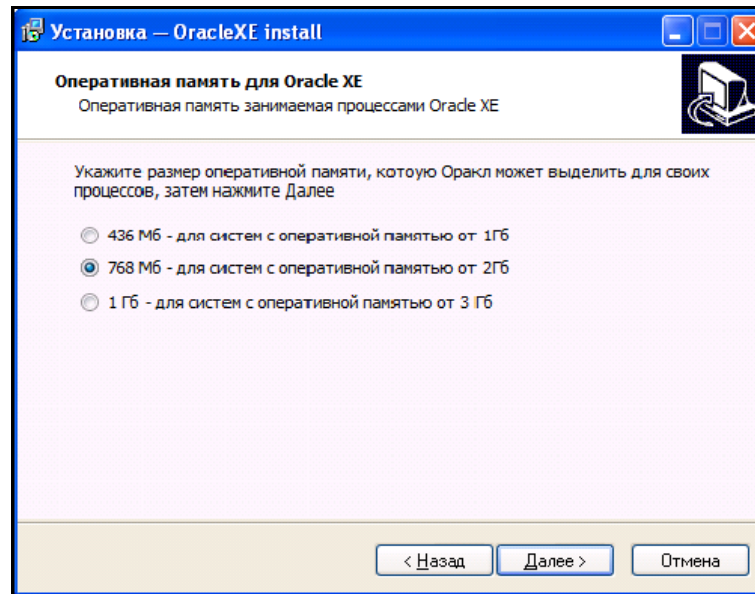 Установка — OracleXE install
Оперативная память для Oracle XE
Оперативная память занимаемая процессами Oracle XE
Укажите размер оперативной памяти, котоую Оракл может выделить для своих
процессов, затем нажмите Далее
436 Мб - для систем с оперативной памятью от 1Гб
768 Мб - для систем с оперативной памятью от 2Гб
1 Гб - для систем с оперативной памятью от 3 Гб
< Назад Далее > Отмена